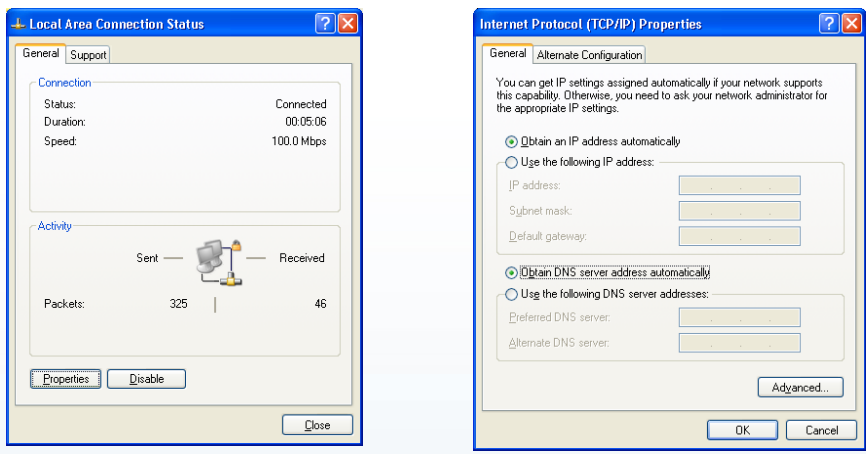 Local Area Connection Status
General Support
Connection
Status: Connected
Duration: 00:05:06
Speed: 100.0 Mbps
Activity
Sent Received
Packets: 325 46
Properties Disable
Close
Internet Protocol (TCP/IP) Properties
General Alternate Configuration
You can get IP settings assigned automatically if your network supports
this capability. Otherwise, you need to ask your network administrator for
the appropriate IP settings.
Obtain an IP address automatically
Use the following IP address:
IP address:
Subnet mask:
Default gateway:
Obtain DNS server address automatically
Use the following DNS server addresses:
Preferred DNS server:
Alternate DNS server:
Advanced...
OK Cancel